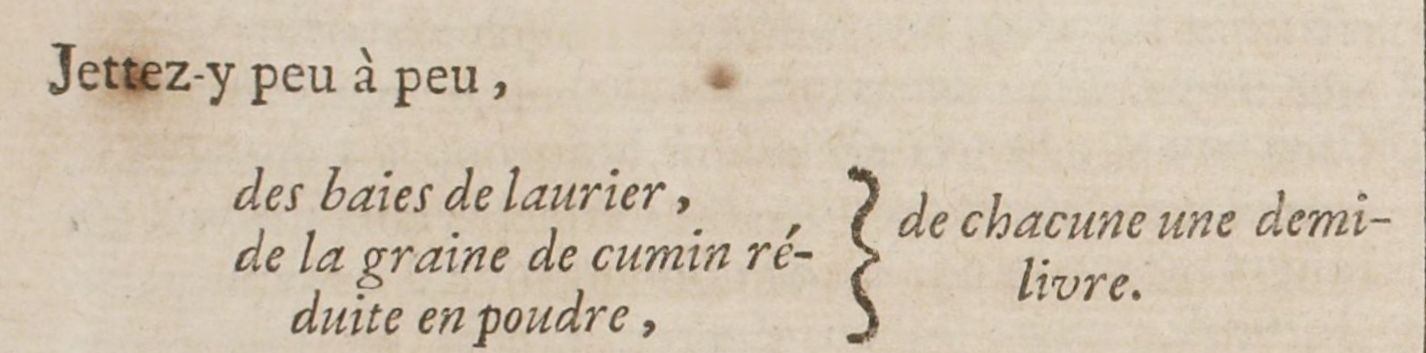 Jettez-y peu à peu ,
des baies de laurier ,
de la graine de cumin ré-
duite en poudre ,
de chacune une demi-
livre.